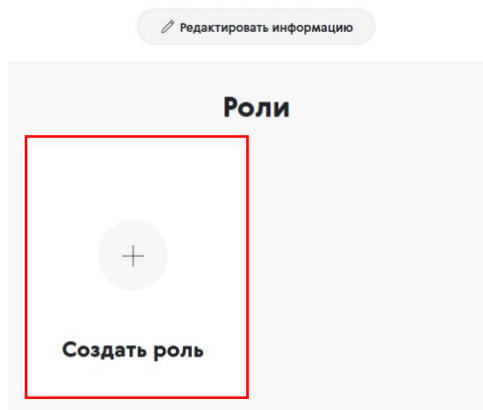 Редактировать информацию
Роли
Создать роль